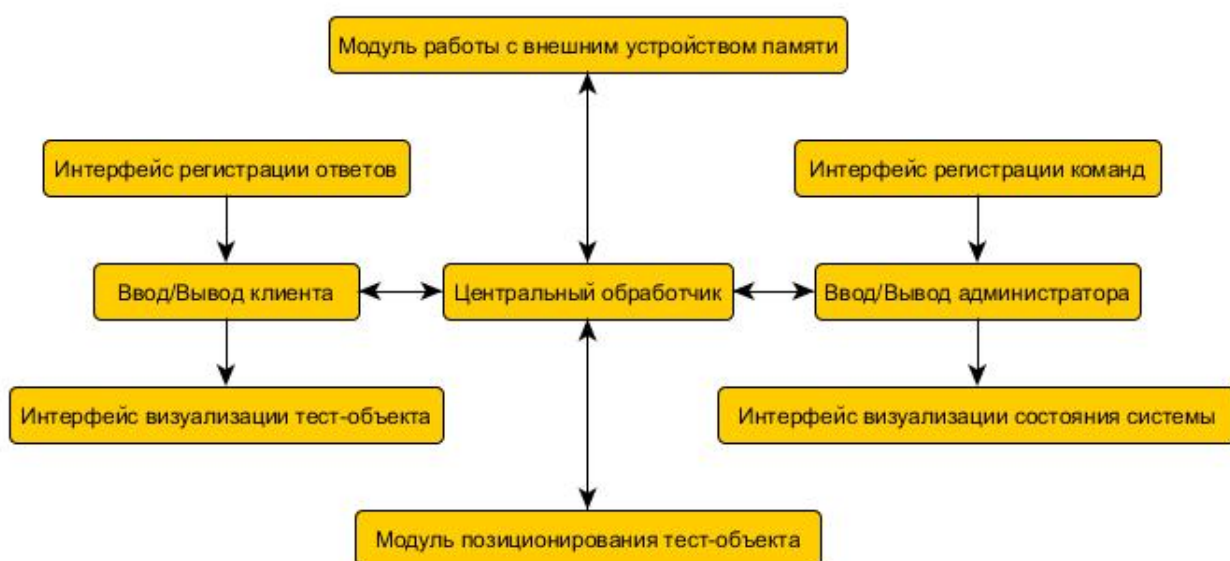 Модуль работы с внешним устройством памяти
Интерфейс регистрации ответов
Интерфейс регистрации команд
Ввод/Вывод клиента
Центральный обработчик
Ввод/Вывод администратора
Интерфейс визуализации тест-объекта
Интерфейс визуализации состояния системы
Модуль позиционирования тест-объекта